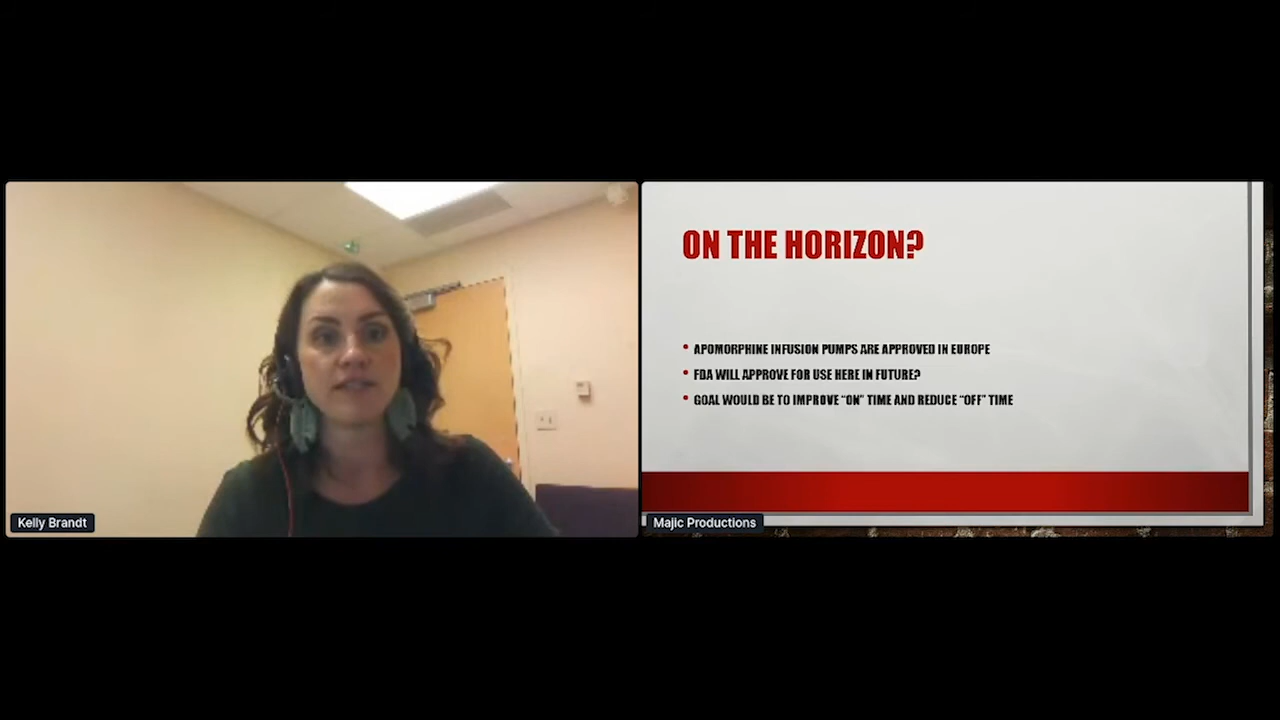 ON THE HORIZON?
• APOMORPHINE INFUSION PUMPS ARE APPROVED IN EUROPE
• FDA WILL APPROVE FOR USE HERE IN FUTURE?
• GOAL WOULD BE TO IMPROVE “ON” TIME AND REDUCE “OFF” TIME
Kelly Brandt
Majic Productions